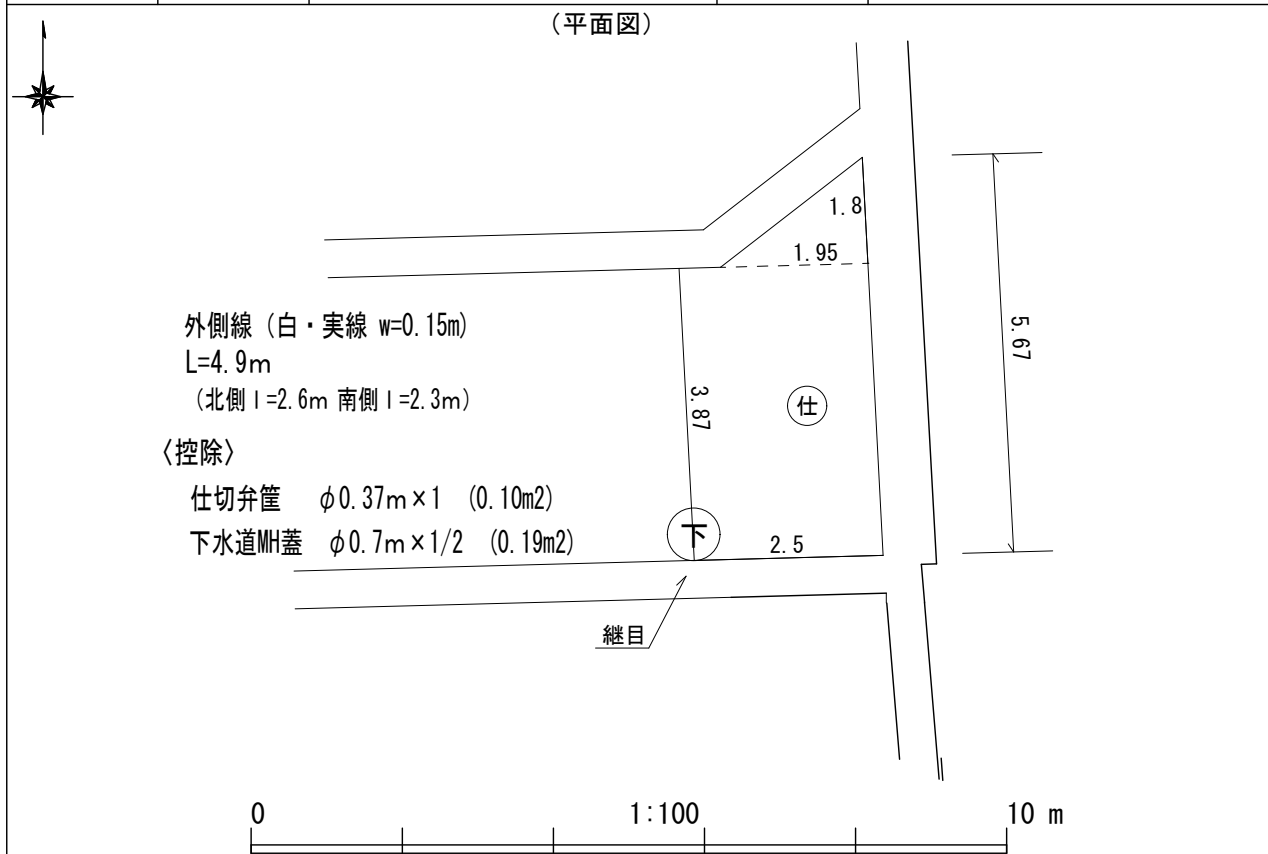 (平面図)
1.8
1.95
外側線（白・実線 w=0.15m）
L=4.9m
（北側 l=2.6m 南側 l=2.3m）
5.67
3.87
仕
〈控除〉
仕切弁筐　φ0.37m×1　(0.10m2)
下水道MH蓋　φ0.7m×1/2　(0.19m2)
下
2.5
継目
0 1:100 10 m